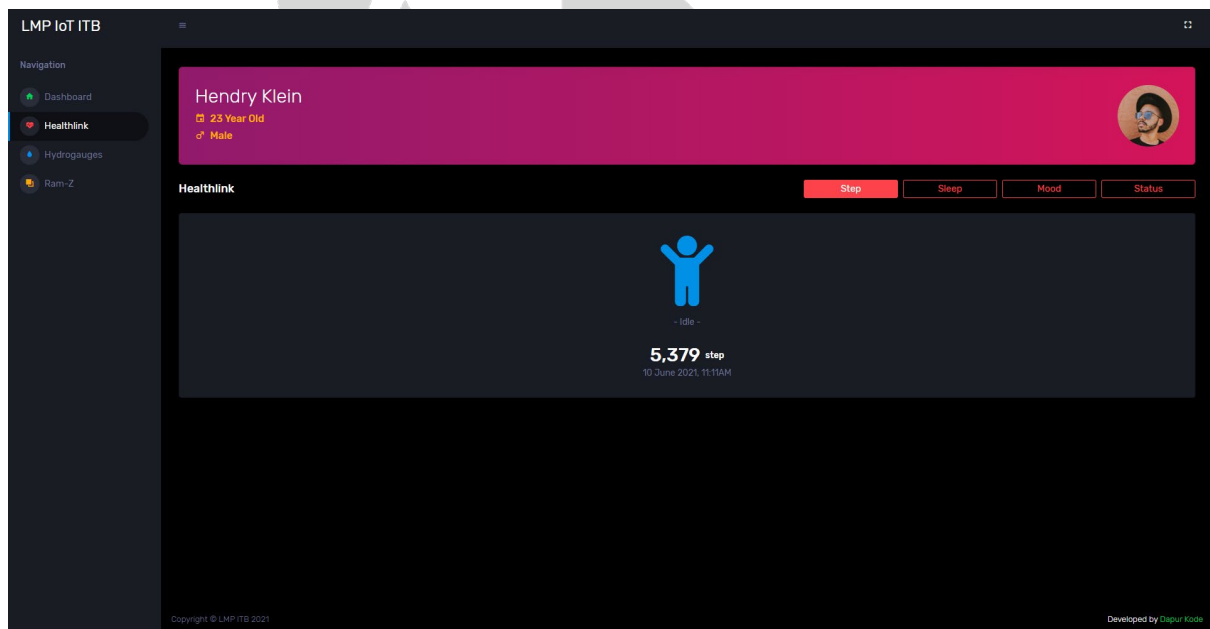 LMP IoT ITB
Navigation
Dashboard
Healthlink
Hydrogauges
Ram-Z
Hendry Klein
23 Year Old
Male
Healthlink
Step Sleep Mood Status
- Idle -
5,379 step
10 June 2021, 11:11AM
Copyright © LMP ITB 2021 Developed by Dapur Kode